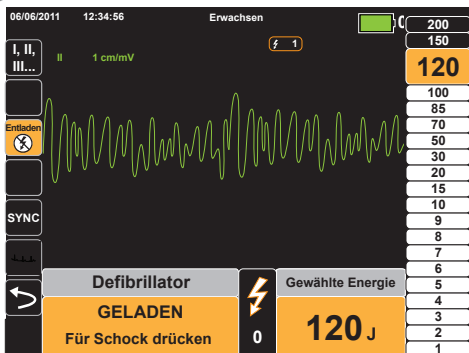 06/06/2011 12:34:56 Erwachsen
I, II,
III...
II 1 cm/mV
1
Entladen
SYNC
200
150
120
100
85
70
50
30
20
15
10
9
8
7
6
5
4
3
2
1
Defibrillator
GELADEN
Für Schock drücken
0
Gewählte Energie
120 J